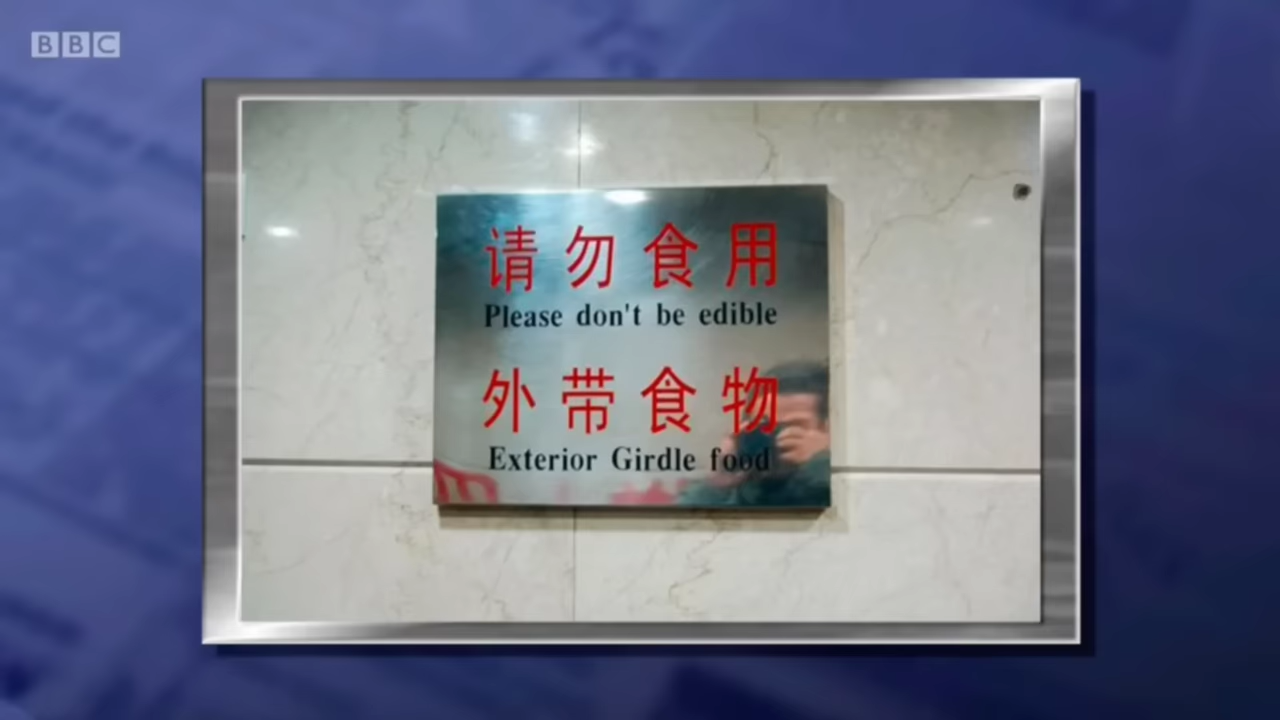 BBC
请勿食用
Please don't be edible
外带食物
Exterior Girdle food